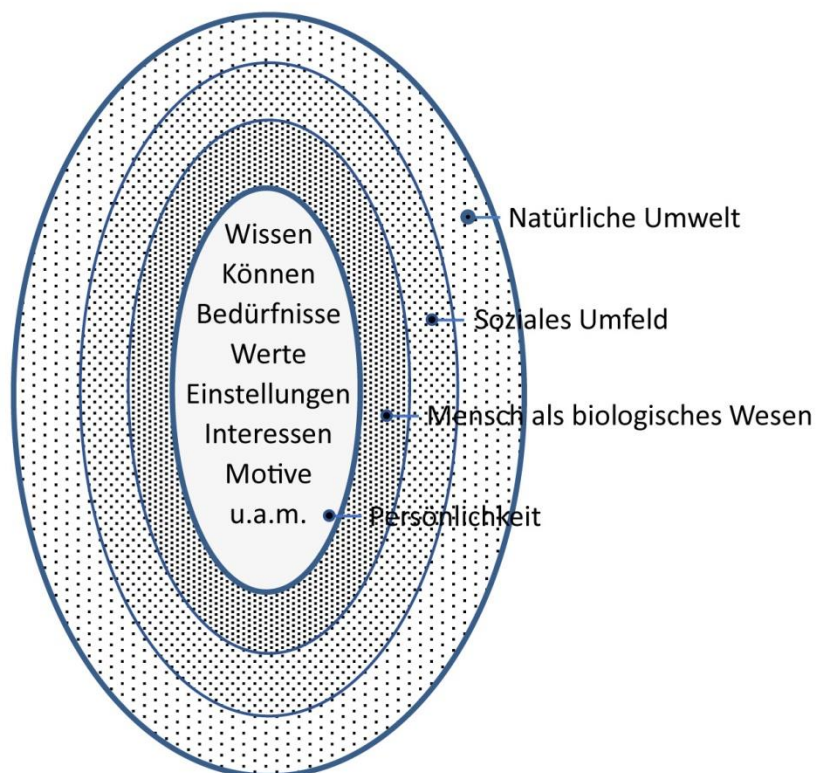 Wissen
Können
Bedürfnisse
Werte
Einstellungen
Interessen
Motive
u.a.m.
Natürliche Umwelt
Soziales Umfeld
Mensch als biologisches Wesen
Persönlichkeit